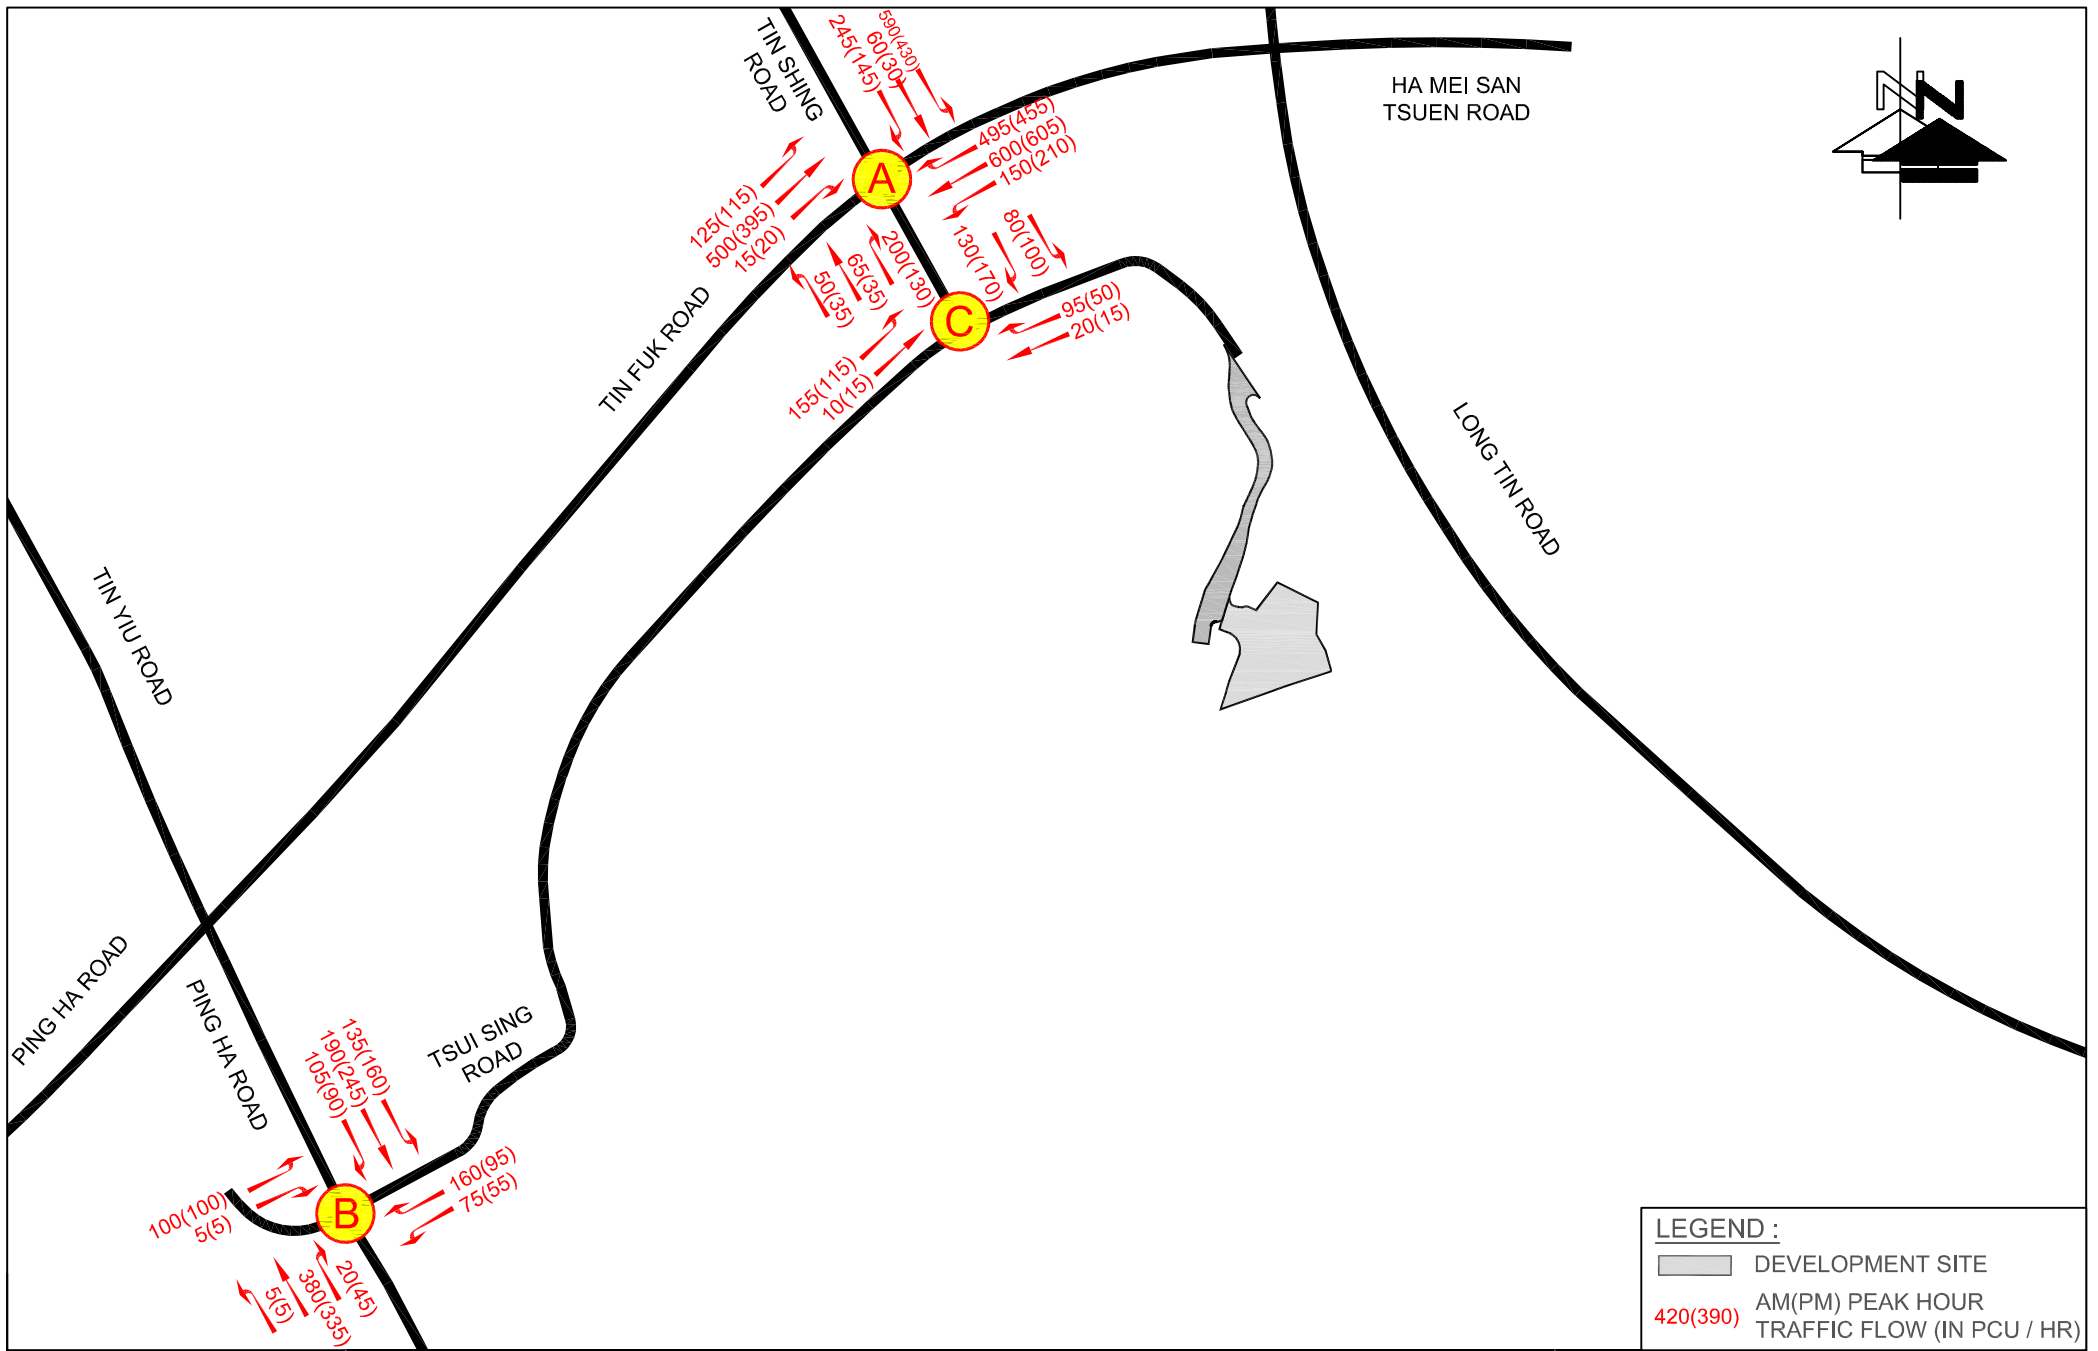 TIN SHING
ROAD
245(145)
60(30)
590(430)
HA MEI SAN
TSUEN ROAD
N
N
495(455)
600(605)
150(210)
A
125(115)
500(395)
15(20)
50(35)
65(35)
200(130)
130(170)
80(100)
C
95(50)
20(15)
155(115)
10(15)
TIN FUK ROAD
LONG TIN ROAD
TIN YIU ROAD
PING HA ROAD
PING HA ROAD
TSUI SING
ROAD
105(90)
190(245)
135(160)
160(95)
75(55)
B
100(100)
5(5)
5(5)
380(335)
20(45)
LEGEND :
DEVELOPMENT SITE
420(390)
AM(PM) PEAK HOUR
TRAFFIC FLOW (IN PCU / HR)